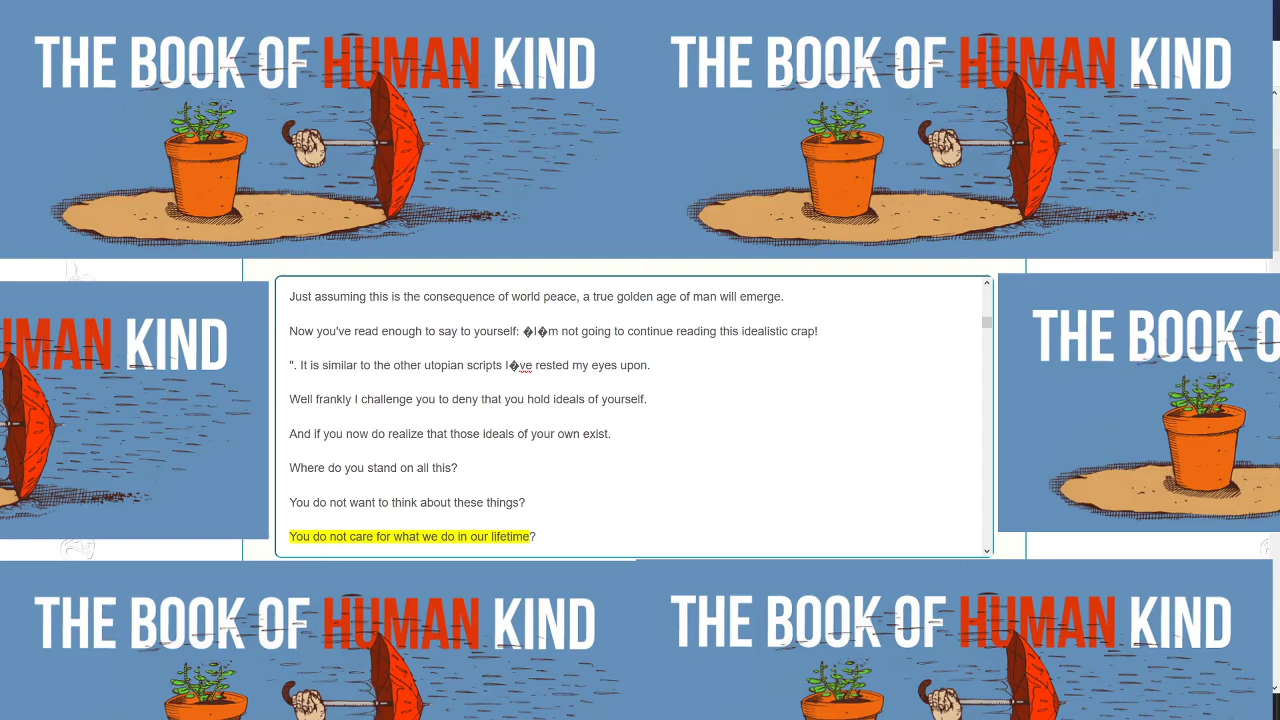 THE BOOK OF HUMAN KIND
THE BOOK OF HUMAN KIND
Just assuming this is the consequence of world peace, a true golden age of man will emerge.
Now you've read enough to say to yourself: �I�m not going to continue reading this idealistic crap!
". It is similar to the other utopian scripts I�ve rested my eyes upon.
Well frankly I challenge you to deny that you hold ideals of yourself.
And if you now do realize that those ideals of your own exist.
Where do you stand on all this?
You do not want to think about these things?
You do not care for what we do in our lifetime?
UMAN KIND
THE BOOK O
THE BOOK OF HUMAN KIND
THE BOOK OF HUMAN KIND